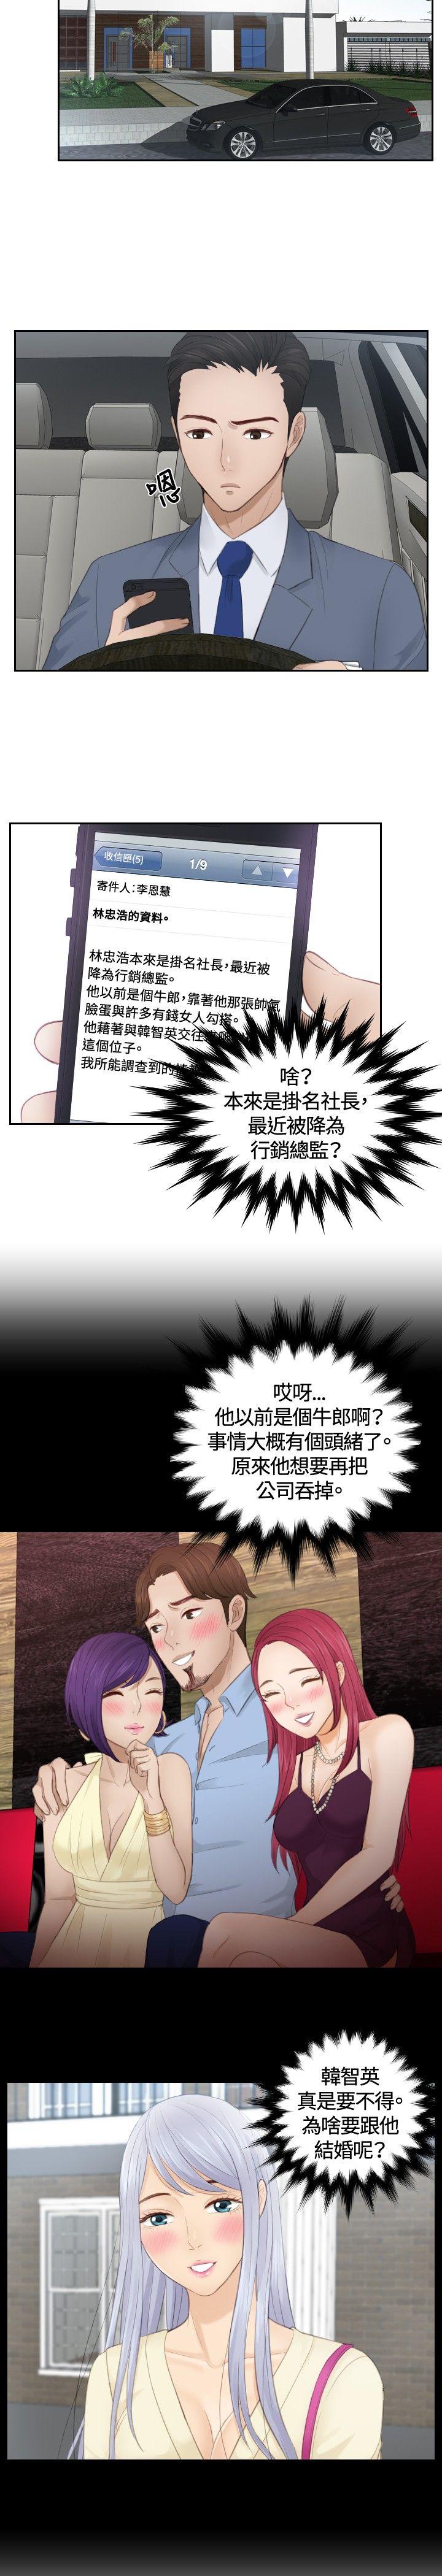 嗯
收信匣(5)
1/9
寄件人:李恩慧
林忠浩的資料。
林忠浩本來是掛名社長,最近被
降為行銷總監。
他以前是個牛郎,靠著他那張帥氣
臉蛋與許多有錢女人勾搭。
他藉著與韓智英交往
這個位子。
我所能調查到的
啥?
本來是掛名社長,
最近被降為
行銷總監?
哎呀...
他以前是個牛郎啊?
事情大概有個頭緒了。
原來他想要再把
公司吞掉。
韓智英
真是要不得。
為啥要跟他
結婚呢?